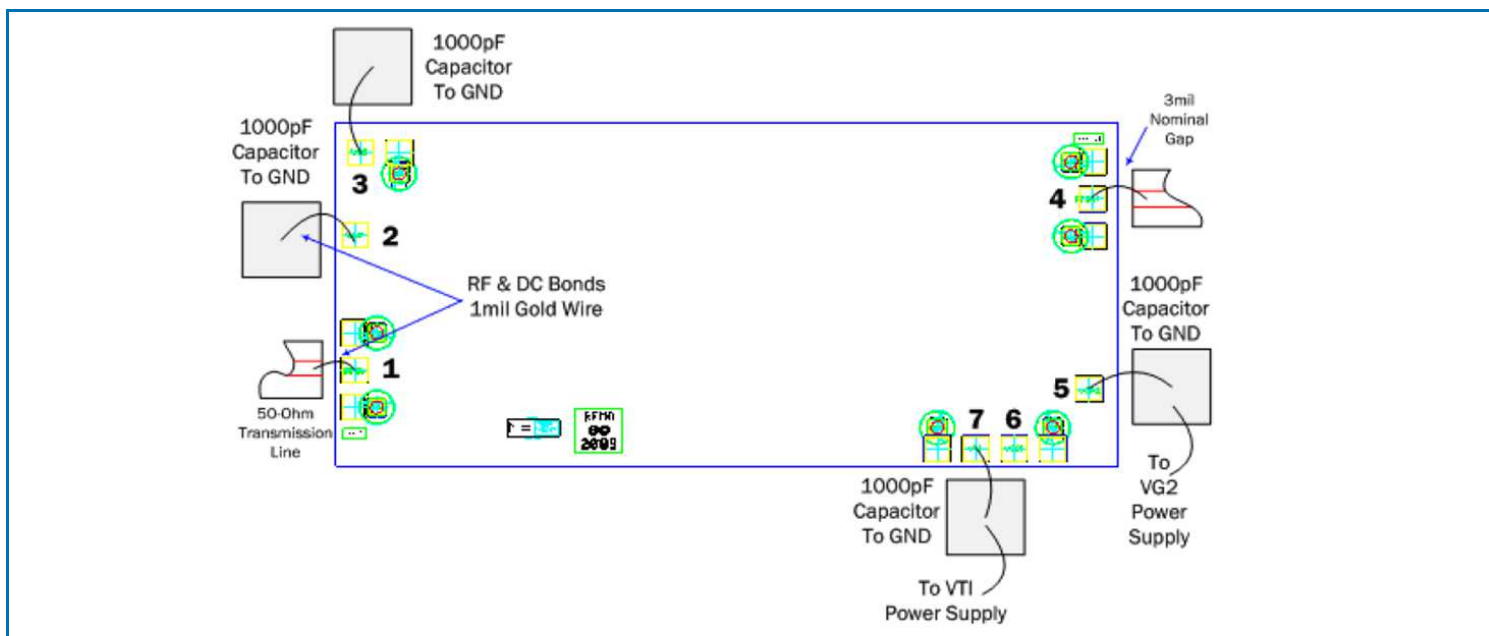 1000pF
Capacitor
To GND
1000pF
Capacitor
To GND
3mil
Nominal
Gap
3
4
2
RF & DC Bonds
1mil Gold Wire
1000pF
Capacitor
To GND
1
5
50-Ohm
Transmission
Line
2009
7 6
1000pF
Capacitor
To GND
To
VG2
Power
Supply
To VTI
Power Supply